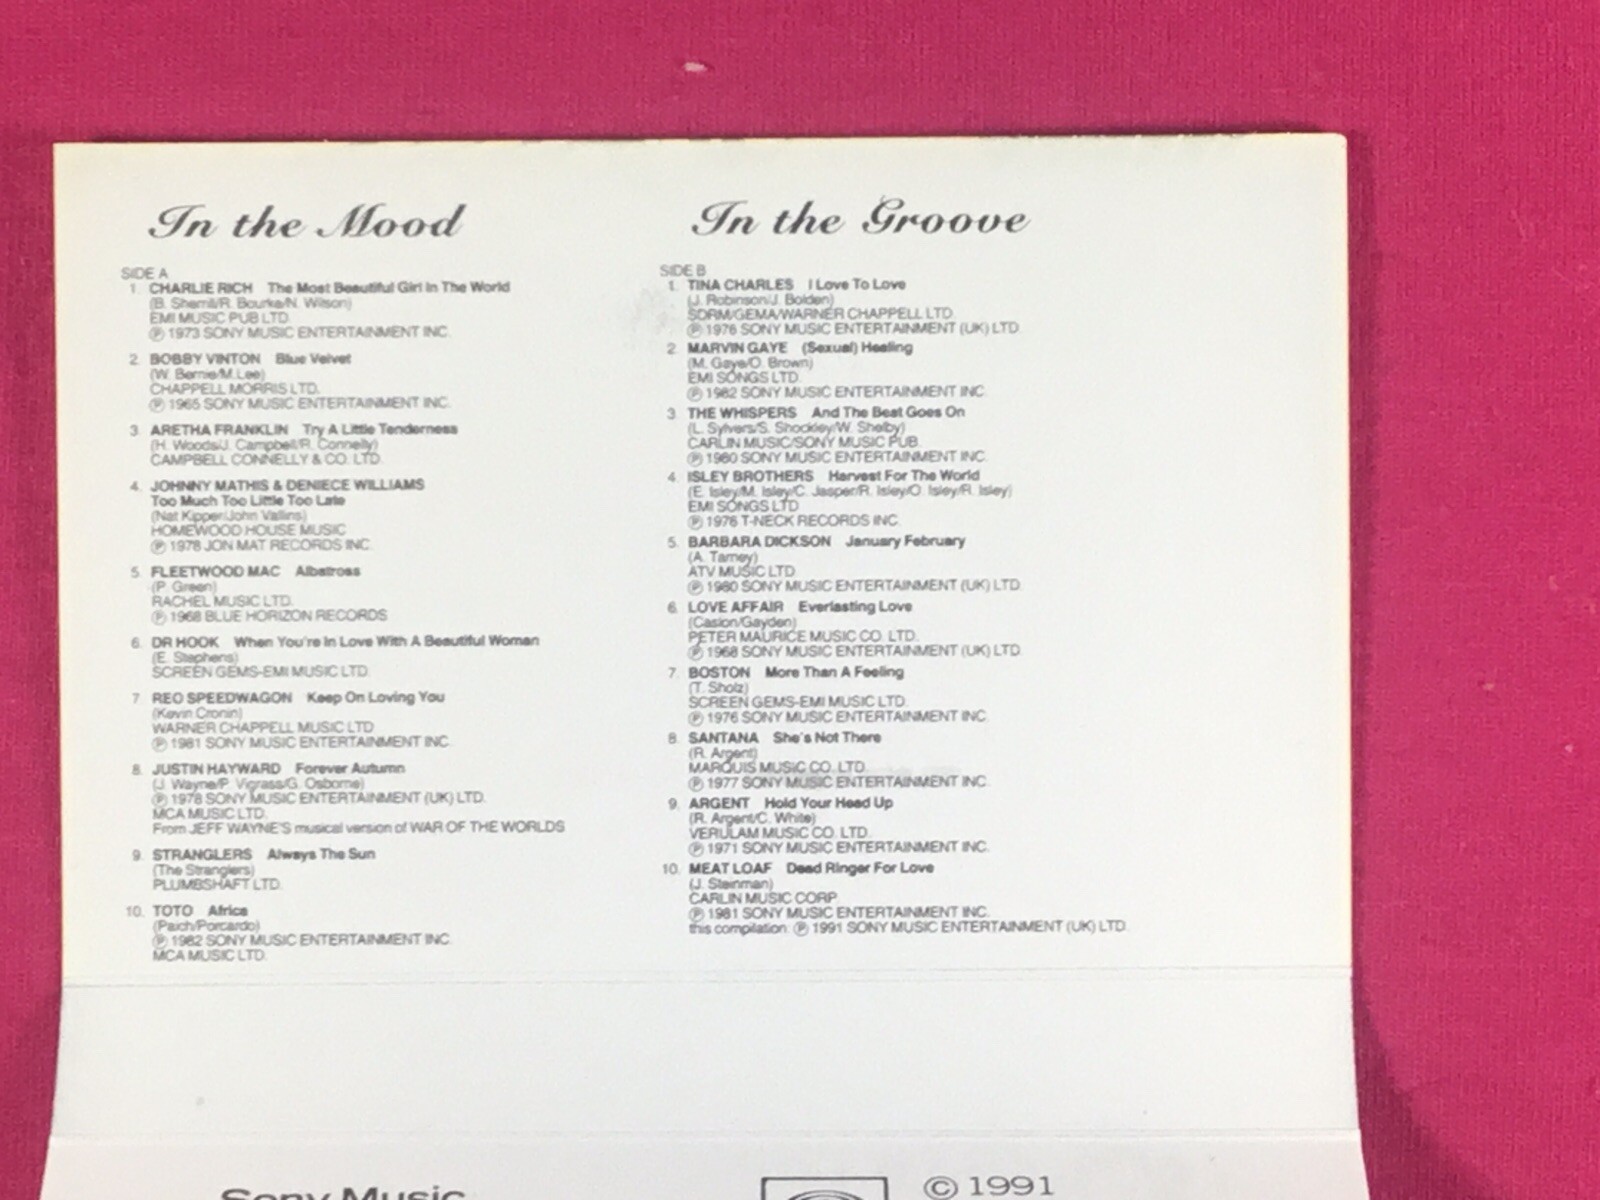 In the Mood
SIDE A
1. CHARLIE RICH The Most Beautiful Girl In The World
(B. Sherrill/R. Bourke/N. Wilson)
EMI MUSIC PUB LTD.
Ⓟ 1973 SONY MUSIC ENTERTAINMENT INC.
2. BOBBY VINTON Blue Velvet
(W. Bernie/M.Lee)
CHAPPELL MORRIS LTD.
Ⓟ 1965 SONY MUSIC ENTERTAINMENT INC.
3. ARETHA FRANKLIN Try A Little Tenderness
(H. Woods/J. Campbell/R. Connelly)
CAMPBELL CONNELLY & CO. LTD.
4. JOHNNY MATHIS & DENIECE WILLIAMS
Too Much Too Little Too Late
(Nat Kipper/John Vallins)
HOMEWOOD HOUSE MUSIC
Ⓟ 1978 JON MAT RECORDS INC.
5. FLEETWOOD MAC Albatross
(P. Green)
RACHEL MUSIC LTD.
Ⓟ 1968 BLUE HORIZON RECORDS
6. DR HOOK When You're In Love With A Beautiful Woman
(E. Stephens)
SCREEN GEMS-EMI MUSIC LTD.
7. REO SPEEDWAGON Keep On Loving You
(Kevin Cronin)
WARNER CHAPPELL MUSIC LTD
Ⓟ 1981 SONY MUSIC ENTERTAINMENT INC.
8. JUSTIN HAYWARD Forever Autumn
(J. Wayne/P. Vigrass/G. Osborne)
Ⓟ 1978 SONY MUSIC ENTERTAINMENT (UK) LTD.
MCA MUSIC LTD.
From JEFF WAYNE'S musical version of WAR OF THE WORLDS
9. STRANGLERS Always The Sun
(The Stranglers)
PLUMBSHAFT LTD.
10. TOTO Africa
(Paich/Porcardo)
Ⓟ 1982 SONY MUSIC ENTERTAINMENT INC.
MCA MUSIC LTD.
In the Groove
SIDE B
1. TINA CHARLES I Love To Love
(J. Robinson/J. Bolden)
SDRM/GEMA/WARNER CHAPPELL LTD.
Ⓟ 1976 SONY MUSIC ENTERTAINMENT (UK) LTD.
2. MARVIN GAYE (Sexual) Healing
(M. Gaye/O. Brown)
EMI SONGS LTD.
Ⓟ 1982 SONY MUSIC ENTERTAINMENT INC.
3. THE WHISPERS And The Beat Goes On
(L. Sylvers/S. Shockley/W. Shelby)
CARLIN MUSIC/SONY MUSIC PUB.
Ⓟ 1980 SONY MUSIC ENTERTAINMENT INC.
4. ISLEY BROTHERS Harvest For The World
(E. Isley/M. Isley/C. Jasper/R. Isley/O. Isley/R. Isley)
EMI SONGS LTD
Ⓟ 1976 T-NECK RECORDS INC.
5. BARBARA DICKSON January February
(A. Tarney)
ATV MUSIC LTD.
Ⓟ 1980 SONY MUSIC ENTERTAINMENT (UK) LTD.
6. LOVE AFFAIR Everlasting Love
(Casion/Gayden)
PETER MAURICE MUSIC CO. LTD.
Ⓟ 1968 SONY MUSIC ENTERTAINMENT (UK) LTD.
7. BOSTON More Than A Feeling
(T. Sholz)
SCREEN GEMS-EMI MUSIC LTD.
Ⓟ 1976 SONY MUSIC ENTERTAINMENT INC.
8. SANTANA She's Not There
(R. Argent)
MARQUIS MUSIC CO. LTD.
Ⓟ 1977 SONY MUSIC ENTERTAINMENT INC.
9. ARGENT Hold Your Head Up
(R. Argent/C. White)
VERULAM MUSIC CO. LTD.
Ⓟ 1971 SONY MUSIC ENTERTAINMENT INC.
10. MEAT LOAF Dead Ringer For Love
(J. Steinman)
CARLIN MUSIC CORP
Ⓟ 1981 SONY MUSIC ENTERTAINMENT INC.
this compilation: Ⓟ 1991 SONY MUSIC ENTERTAINMENT (UK) LTD.
Sony Music
© 1991